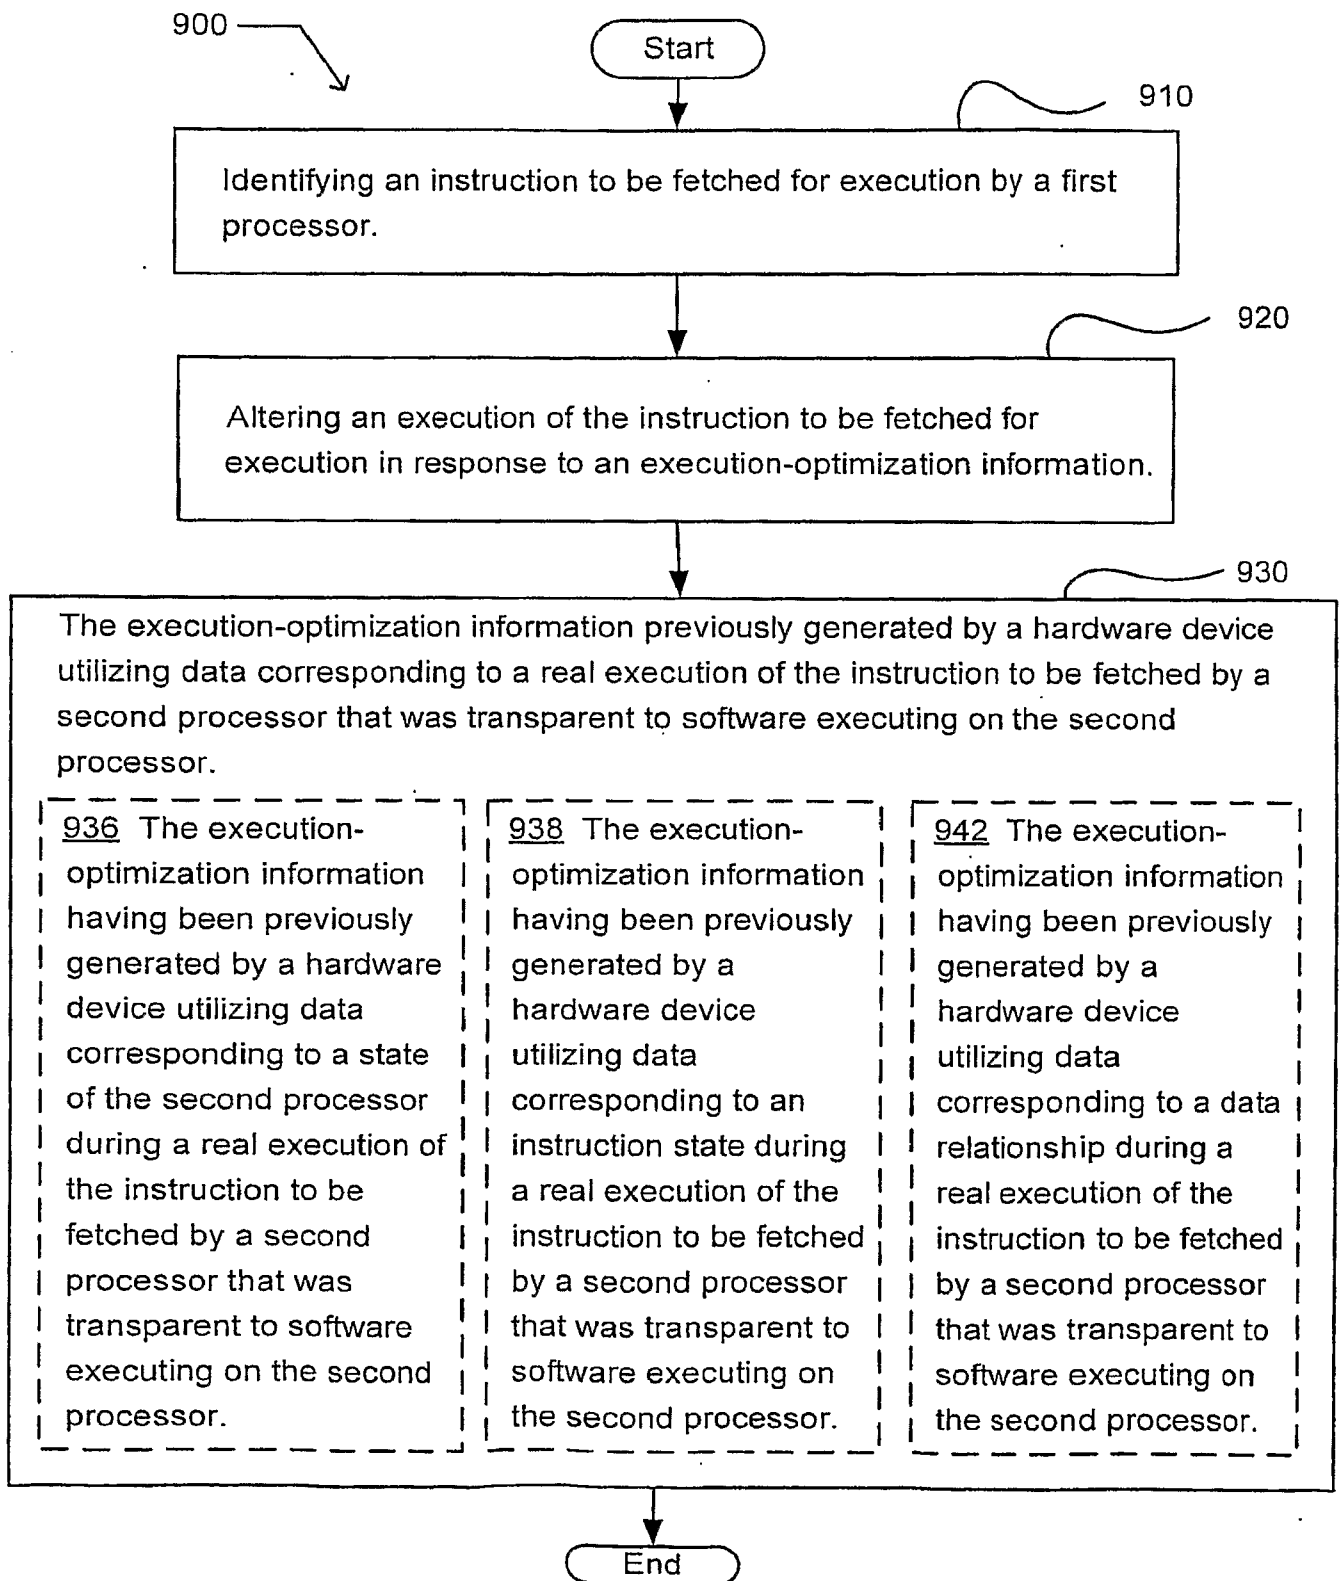 900
Start
910
Identifying an instruction to be fetched for execution by a first
processor.
920
Altering an execution of the instruction to be fetched for
execution in response to an execution-optimization information.
930
The execution-optimization information previously generated by a hardware device
utilizing data corresponding to a real execution of the instruction to be fetched by a
second processor that was transparent to software executing on the second
processor.
936 The execution-
optimization information
having been previously
generated by a hardware
device utilizing data
corresponding to a state
of the second processor
during a real execution of
the instruction to be
fetched by a second
processor that was
transparent to software
executing on the second
processor.
938 The execution-
optimization information
having been previously
generated by a
hardware device
utilizing data
corresponding to an
instruction state during
a real execution of the
instruction to be fetched
by a second processor
that was transparent to
software executing on
the second processor.
942 The execution-
optimization information
having been previously
generated by a
hardware device
utilizing data
corresponding to a data
relationship during a
real execution of the
instruction to be fetched
by a second processor
that was transparent to
software executing on
the second processor.
End